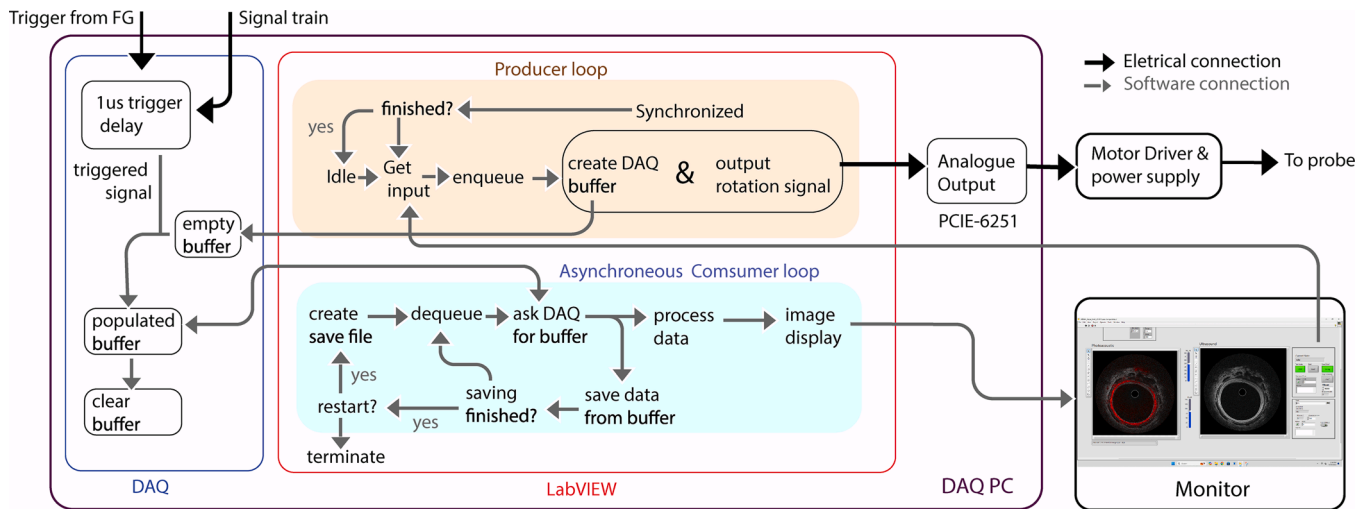 Trigger from FG
Signal train
Eletrical connection
Software connection
Producer loop
1us trigger
delay
finished?
Synchronized
yes
Idle
Get
input
enqueue
create DAQ
buffer
&
output
rotation signal
Analogue
Output
PCIE-6251
Motor Driver &
power supply
To probe
triggered
signal
empty
buffer
Asynchroneous Comsumer loop
populated
buffer
create
save file
dequeue
ask DAQ
for buffer
process
data
image
display
yes
restart?
yes
saving
finished?
save data
from buffer
clear
buffer
terminate
DAQ
LabVIEW
DAQ PC
Monitor